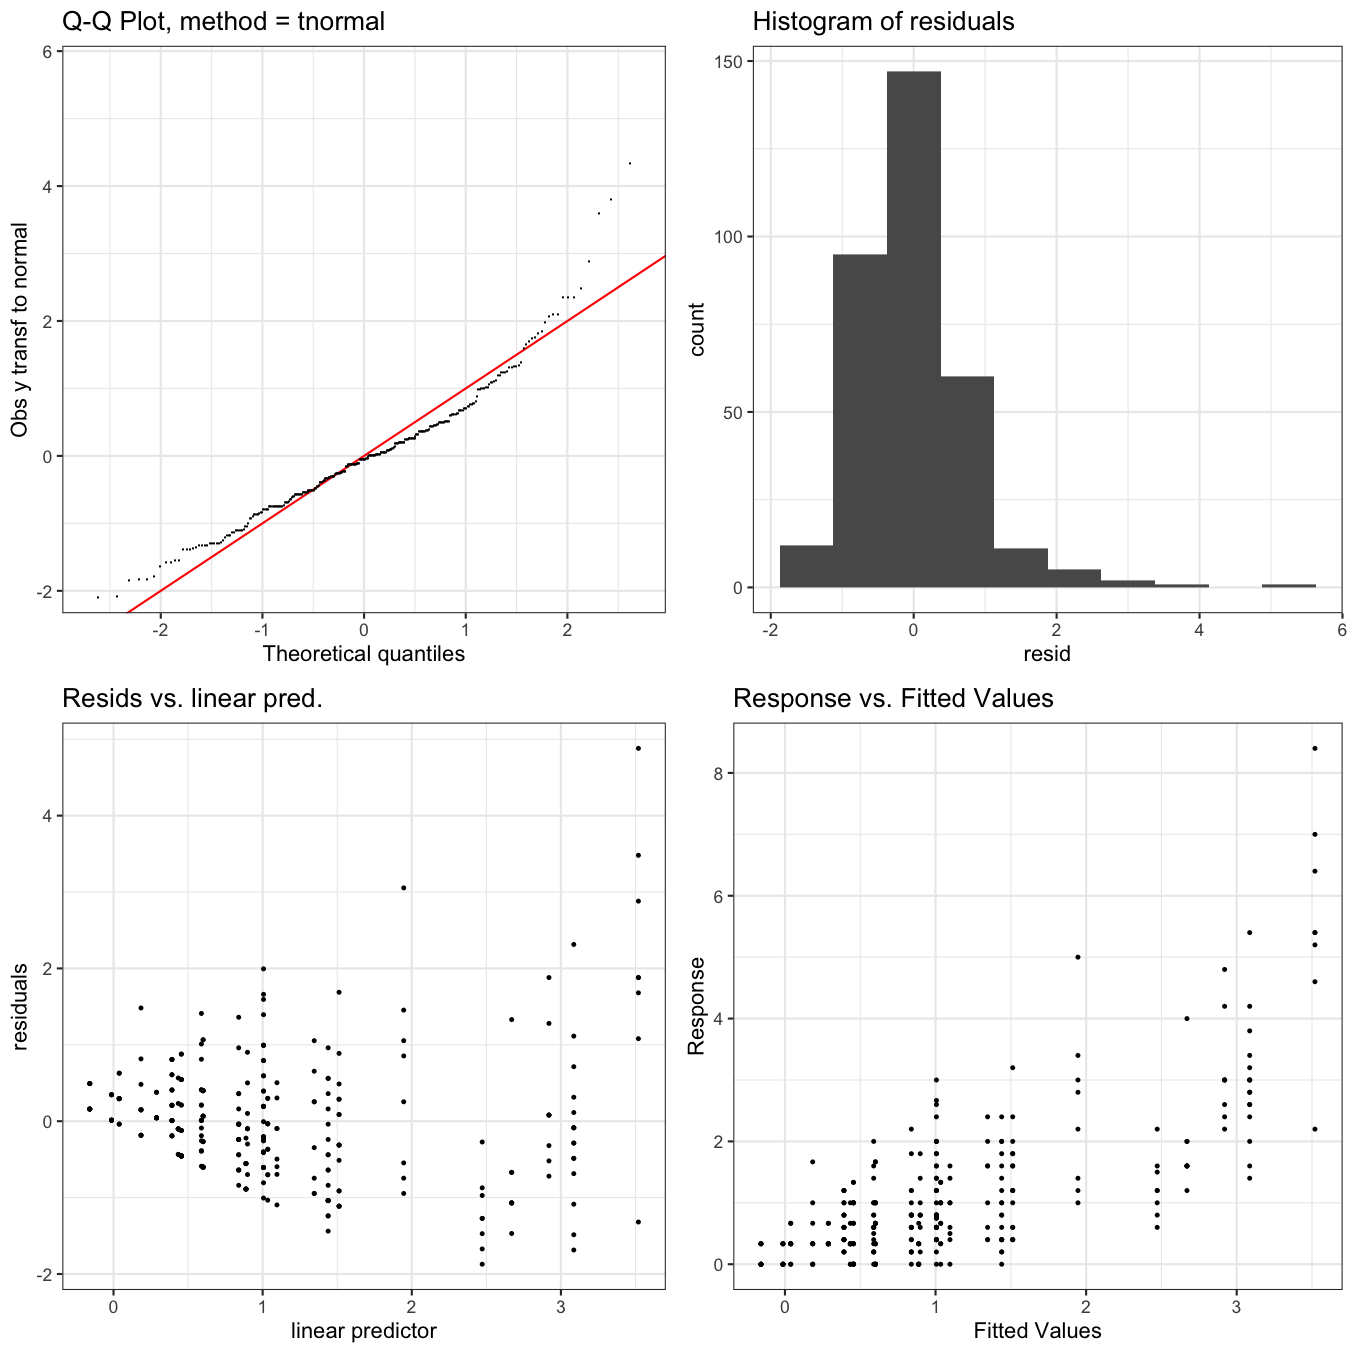 Q-Q Plot, method = tnormal
6
4
2
0
-2
Obs y transf to normal
-2 -1 0 1 2
Theoretical quantiles
Histogram of residuals
150
100
50
0
count
-2 0 2 4 6
resid
Resids vs. linear pred.
4
2
0
-2
residuals
0 1 2 3
linear predictor
Response vs. Fitted Values
8
6
4
2
0
Response
0 1 2 3
Fitted Values